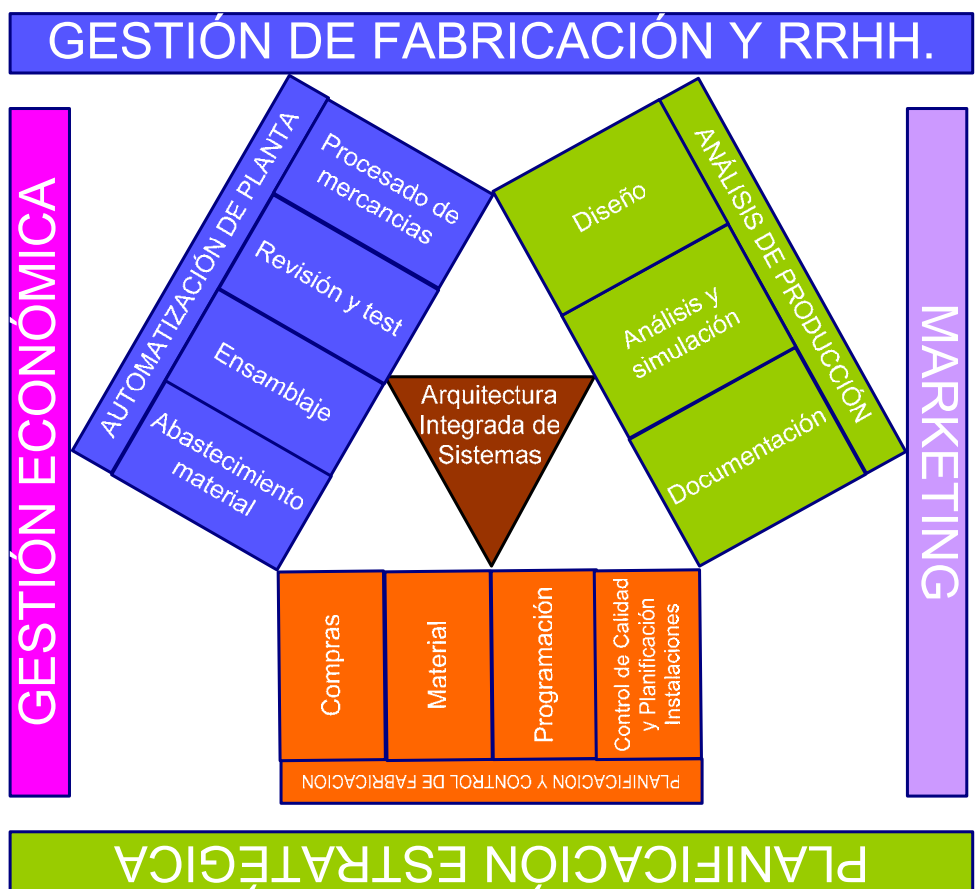 GESTIÓN DE FABRICACIÓN Y RRHH.
GESTIÓN ECONÓMICA
AUTOMATIZACIÓN DE PLANTA
Procesado de
mercancias
Revisión y test
Ensamblaje
Abastecimiento
material
ANÁLISIS DE PRODUCCIÓN
Diseño
Análisis y
simulación
Documentación
MARKETING
Arquitectura
Integrada de
Sistemas
Compras
Material
Programación
Control de Calidad
y Planificación
Instalaciones
PLANIFICACION Y CONTROL DE FABRICACION
PLANIFICACIÓN ESTRATÉGICA